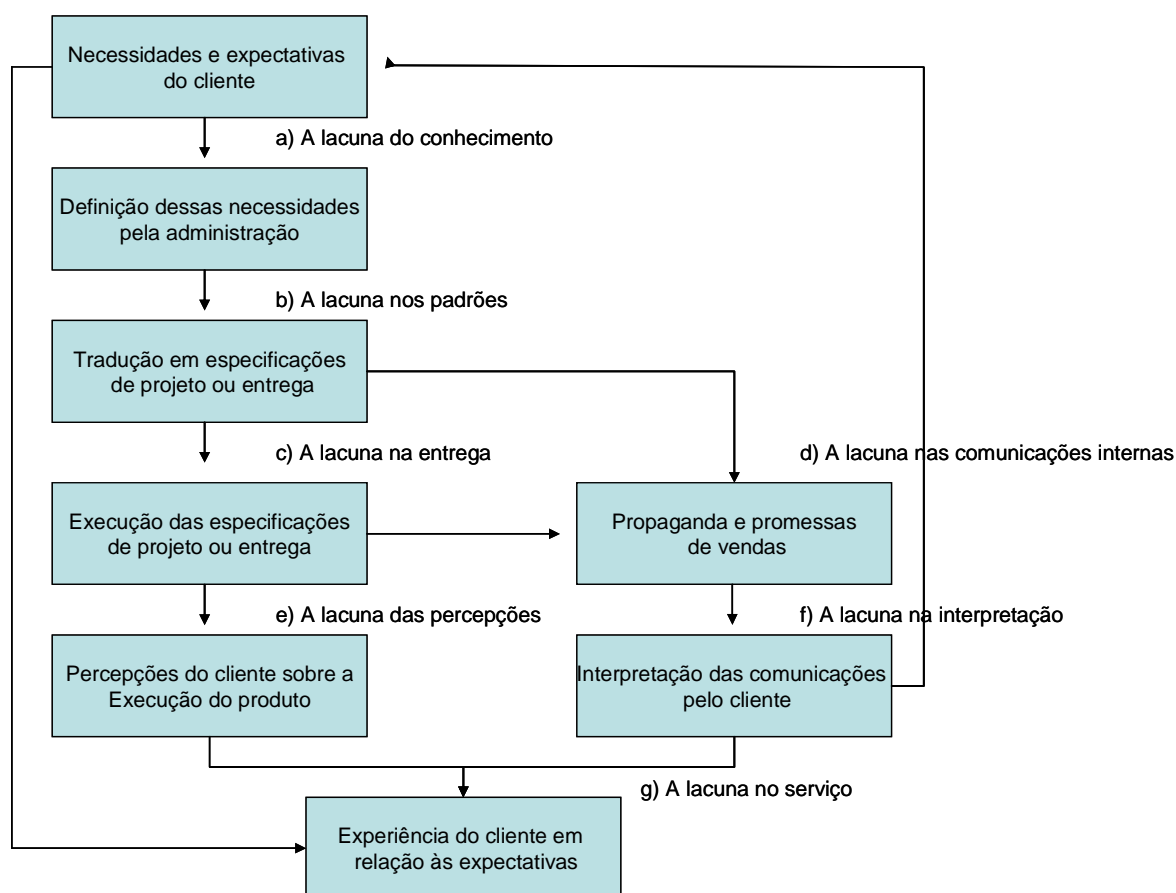 Necessidades e expectativas
do cliente
a) A lacuna do conhecimento
Definição dessas necessidades
pela administração
b) A lacuna nos padrões
Tradução em especificações
de projeto ou entrega
c) A lacuna na entrega
d) A lacuna nas comunicações internas
Execução das especificações
de projeto ou entrega
Propaganda e promessas
de vendas
e) A lacuna das percepções
f) A lacuna na interpretação
Percepções do cliente sobre a
Execução do produto
Interpretação das comunicações
pelo cliente
g) A lacuna no serviço
Experiência do cliente em
relação às expectativas